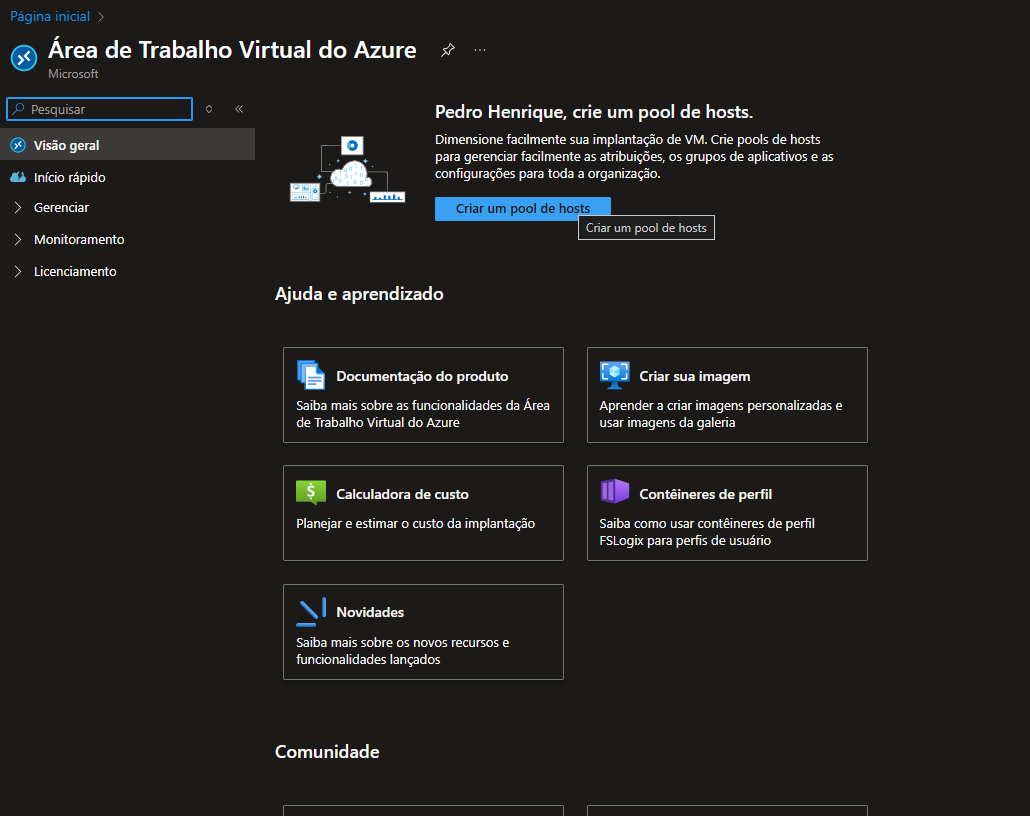 Página inicial
Área de Trabalho Virtual do Azure
Microsoft
Pesquisar
Visão geral
Início rápido
Gerenciar
Monitoramento
Licenciamento
Pedro Henrique, crie um pool de hosts.
Dimensione facilmente sua implantação de VM. Crie pools de hosts
para gerenciar facilmente as atribuições, os grupos de aplicativos e as
configurações para toda a organização.
Criar um pool de hosts
Criar um pool de hosts
Ajuda e aprendizado
Documentação do produto
Saiba mais sobre as funcionalidades da Área
de Trabalho Virtual do Azure
Criar sua imagem
Aprender a criar imagens personalizadas e
usar imagens da galeria
Calculadora de custo
Planejar e estimar o custo da implantação
Contêineres de perfil
Saiba como usar contêineres de perfil
FSLogix para perfis de usuário
Novidades
Saiba mais sobre os novos recursos e
funcionalidades lançados
Comunidade